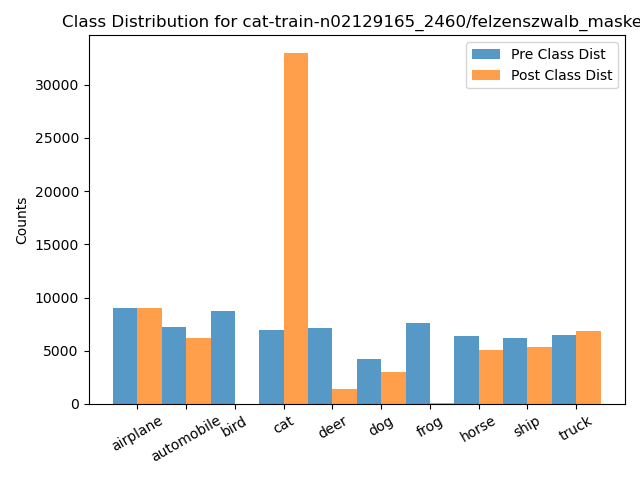 Class Distribution for cat-train-n02129165_2460/felzenszwalb_maske
Pre Class Dist
Post Class Dist
Counts
30000
25000
20000
15000
10000
5000
0
airplane
automobile
bird
cat
deer
dog
frog
horse
ship
truck